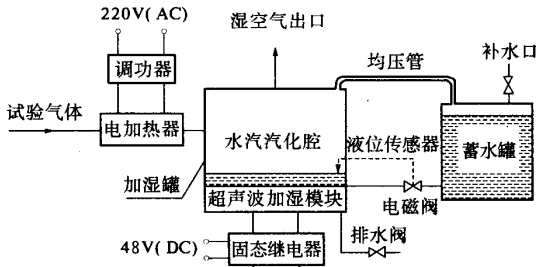 220V(AC)
湿空气出口
调功器
均压管
补水口
试验气体
电加热器
水汽汽化腔
液位传感器
蓄水罐
加湿罐
超声波加湿模块
电磁阀
48V(DC)
固态继电器
排水阀